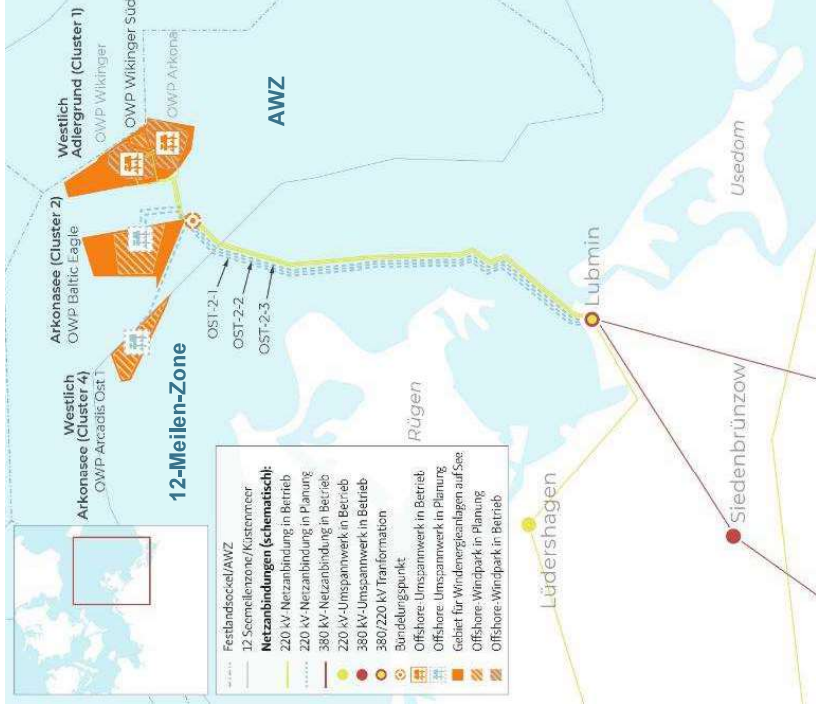 Westlich
Adlergrund (Cluster 1)
OWP Wikinger
OWP Wikinger Süd
OWP Arkona
Arkonasee (Cluster 2)
OWP Baltic Eagle
Westlich
Arkonasee (Cluster 4)
OWP Arcadis Ost 1
AWZ
12-Meilen-Zone
OST-2-1
OST-2-2
OST-2-3
Rügen
Usedom
Lubmin
Lüdershagen
Siedenbrünzow
Festlandsockel/AWZ
12 Seemeilenzone/Küstenmeer
Netzanbindungen (schematisch):
220 kV-Netzanbindung in Betrieb
220 kV-Netzanbindung in Planung
380 kV-Netzanbindung in Betrieb
220 kV-Umspannwerk in Betrieb
380 kV-Umspannwerk in Betrieb
380/220 kV Tranformation
Bündelungspunkt
Offshore-Umspannwerk in Betrieb
Offshore Umspannwerk in Planung
Gebiet für Windenergieanlagen auf See
Offshore-Windpark in Planung
Offshore-Windpark in Betrieb